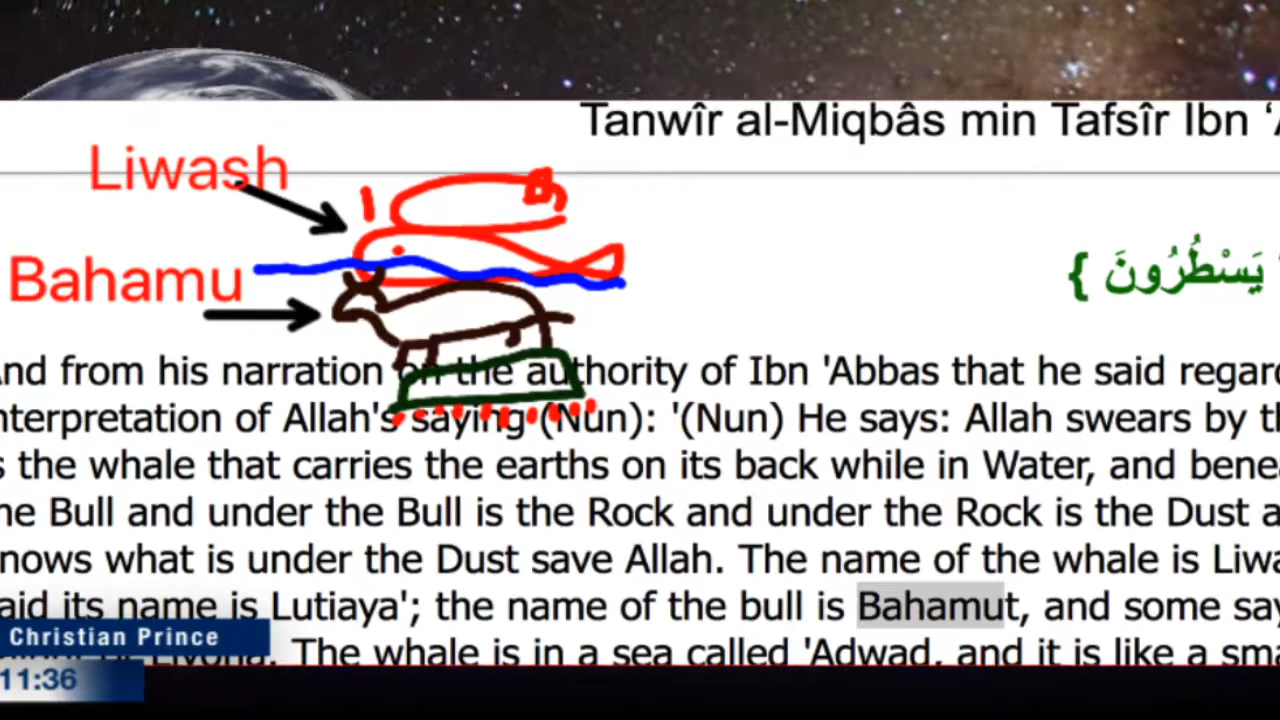 Tanwîr al-Miqbâs min Tafsîr Ibn ‘
Liwash
Bahamu
يَسْطُرُونَ }
nd from his narration on the authority of Ibn 'Abbas that he said regard
nterpretation of Allah's saying (Nun): '(Nun) He says: Allah swears by th
s the whale that carries the earths on its back while in Water, and benea
he Bull and under the Bull is the Rock and under the Rock is the Dust a
nows what is under the Dust save Allah. The name of the whale is Liwa
aid its name is Lutiaya'; the name of the bull is Bahamut, and some say
The whale is in a sea called 'Adwad, and it is like a sma
Christian Prince
11:36